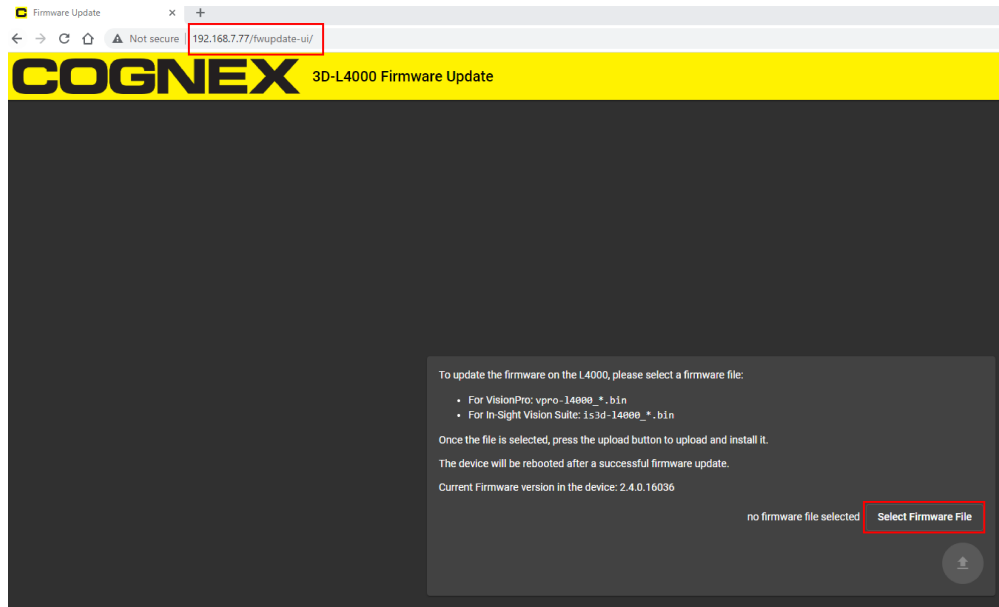 Firmware Update
Not secure 192.168.7.77/fwupdate-ui/
COGNEX 3D-L4000 Firmware Update
To update the firmware on the L4000, please select a firmware file:
• For VisionPro: vpro-l4000_*.bin
• For In-Sight Vision Suite: is3d-l4000_*.bin
Once the file is selected, press the upload button to upload and install it.
The device will be rebooted after a successful firmware update.
Current Firmware version in the device: 2.4.0.16036
no firmware file selected Select Firmware File